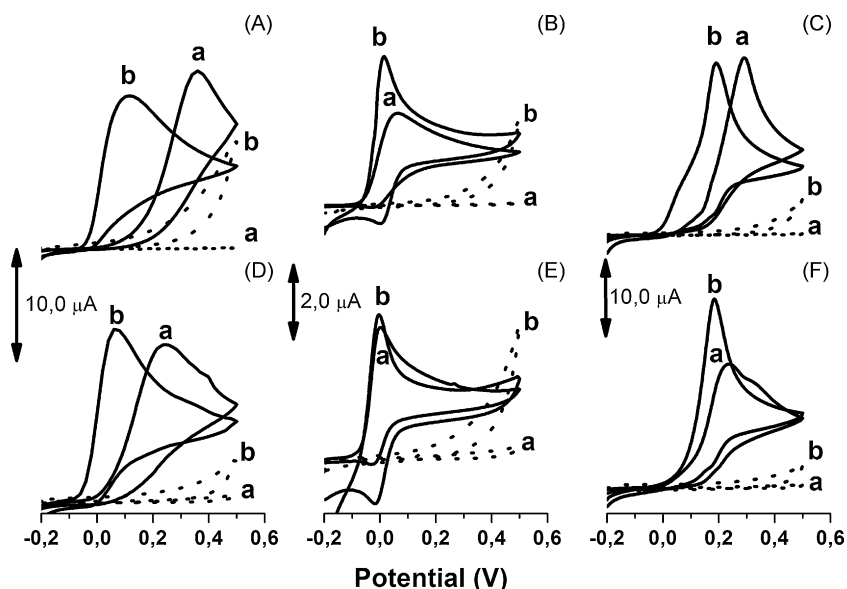 (A) (B) (C)
b a b a b a
b a b a b a
10,0 µA 2,0 µA 10,0 µA
(D) (E) (F)
b a b a b a
b a b a b a
-0,2 0,0 0,2 0,4 0,6 -0,2 0,0 0,2 0,4 0,6 -0,2 0,0 0,2 0,4 0,6
Potential (V)